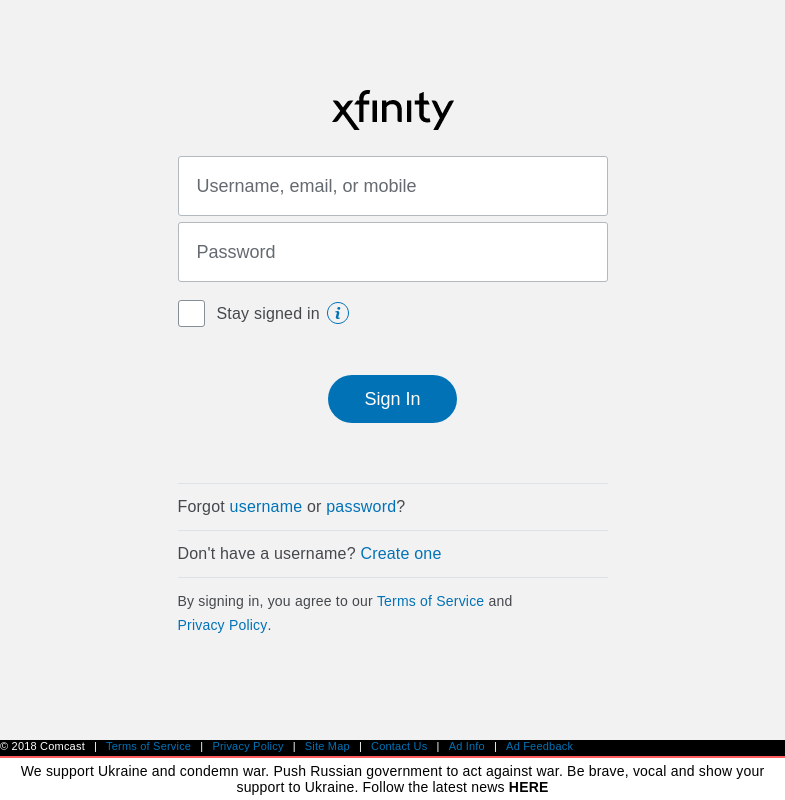 xfinity
Username, email, or mobile
Password
Stay signed in i
Sign In
Forgot username or password?
Don't have a username? Create one
By signing in, you agree to our Terms of Service and
Privacy Policy.
© 2018 Comcast | Terms of Service | Privacy Policy | Site Map | Contact Us | Ad Info | Ad Feedback
We support Ukraine and condemn war. Push Russian government to act against war. Be brave, vocal and show your
support to Ukraine. Follow the latest news HERE